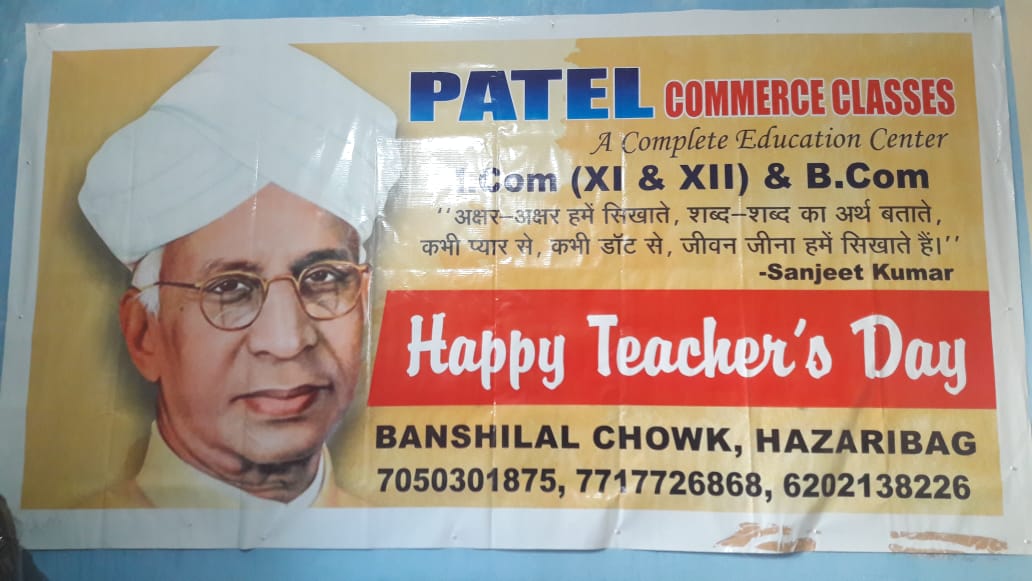 PATEL COMMERCE CLASSES
A Complete Education Center
I.Com (XI & XII) & B.Com
''अक्षर-अक्षर हमें सिखाते, शब्द-शब्द का अर्थ बताते,
कभी प्यार से, कभी डॉट से, जीवन जीना हमें सिखाते हैं।''
-Sanjeet Kumar
Happy Teacher's Day
BANSHILAL CHOWK, HAZARIBAG
7050301875, 7717726868, 6202138226